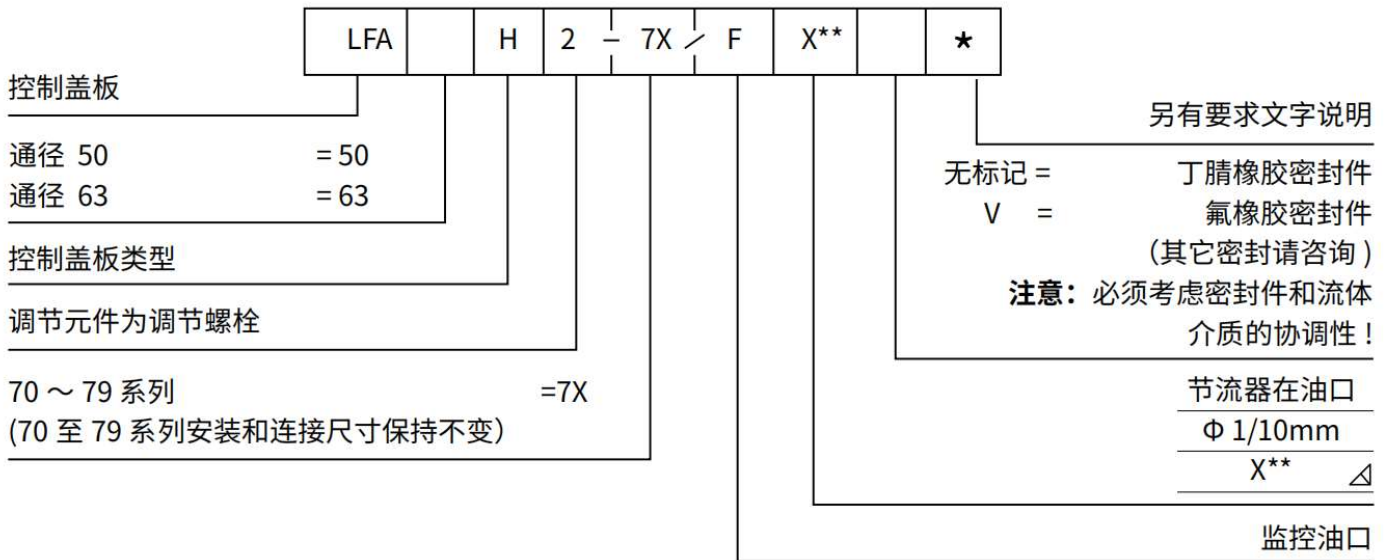 LFA H 2 – 7X / F X** *
控制盖板
通径 50 = 50
通径 63 = 63
控制盖板类型
调节元件为调节螺栓
70 ～ 79 系列 =7X
(70 至 79 系列安装和连接尺寸保持不变）
另有要求文字说明
无标记 = 丁腈橡胶密封件
V = 氟橡胶密封件
（其它密封请咨询 )
注意：必须考虑密封件和流体
介质的协调性 !
节流器在油口
Φ 1/10mm
X**
监控油口